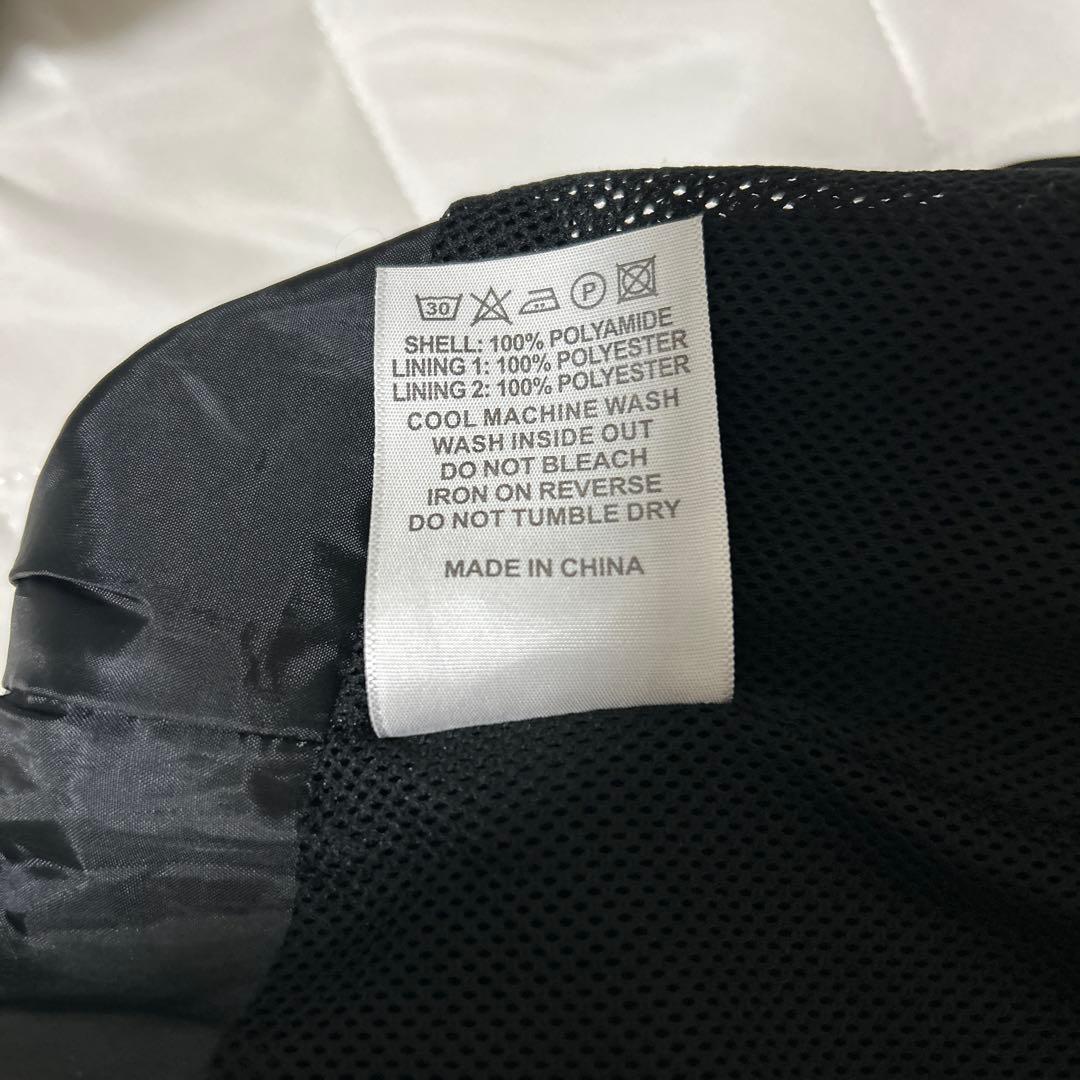 30 P
SHELL: 100% POLYAMIDE
LINING 1: 100% POLYESTER
LINING 2: 100% POLYESTER
COOL MACHINE WASH
WASH INSIDE OUT
DO NOT BLEACH
IRON ON REVERSE
DO NOT TUMBLE DRY
MADE IN CHINA